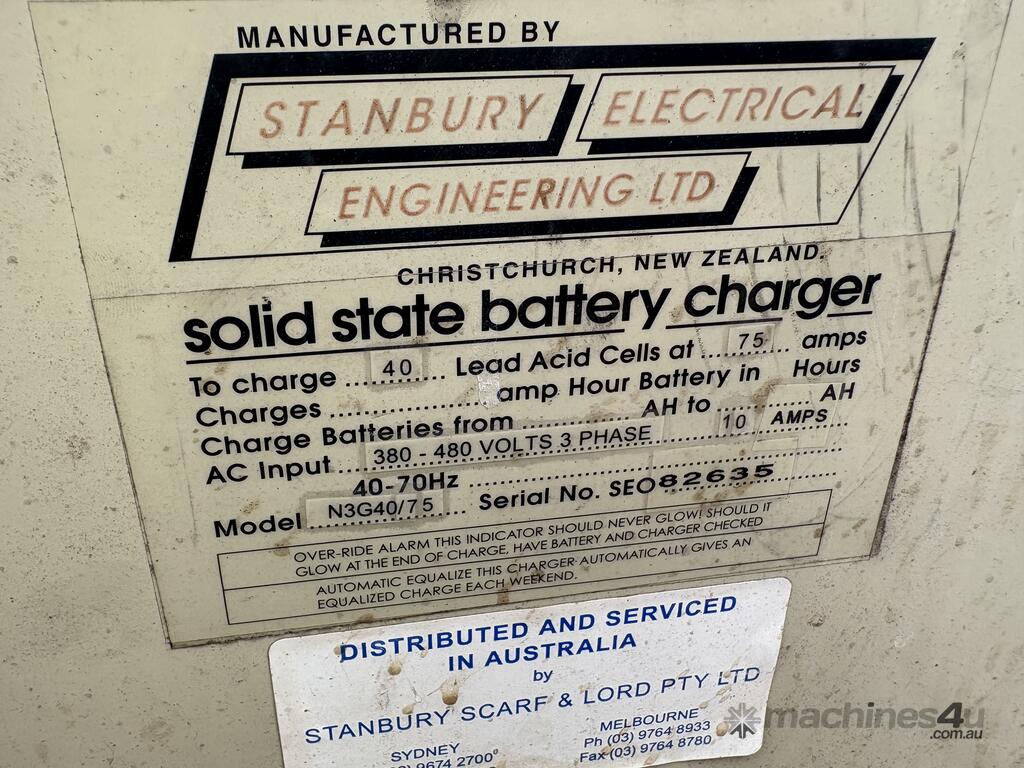 MANUFACTURED BY
STANBURY ELECTRICAL
ENGINEERING LTD
CHRISTCHURCH, NEW ZEALAND.
solid state battery charger
To charge ...40... Lead Acid Cells at ...75... amps
Charges .................. amp Hour Battery in Hours
Charge Batteries from .................. AH to ............ AH
AC Input ... 380 - 480 VOLTS 3 PHASE ......... 10 AMPS
40-70Hz ..................
Model ... N3G40/75 ... Serial No. SEO82635
OVER-RIDE ALARM THIS INDICATOR SHOULD NEVER GLOW! SHOULD IT
GLOW AT THE END OF CHARGE, HAVE BATTERY AND CHARGER CHECKED
AUTOMATIC EQUALIZE THIS CHARGER AUTOMATICALLY GIVES AN
EQUALIZED CHARGE EACH WEEKEND.
DISTRIBUTED AND SERVICED
IN AUSTRALIA
by
STANBURY SCARF & LORD PTY LTD
SYDNEY
9674 2700
MELBOURNE
Ph (03) 9764 8933
Fax (03) 9764 8780
machines4u
.com.au